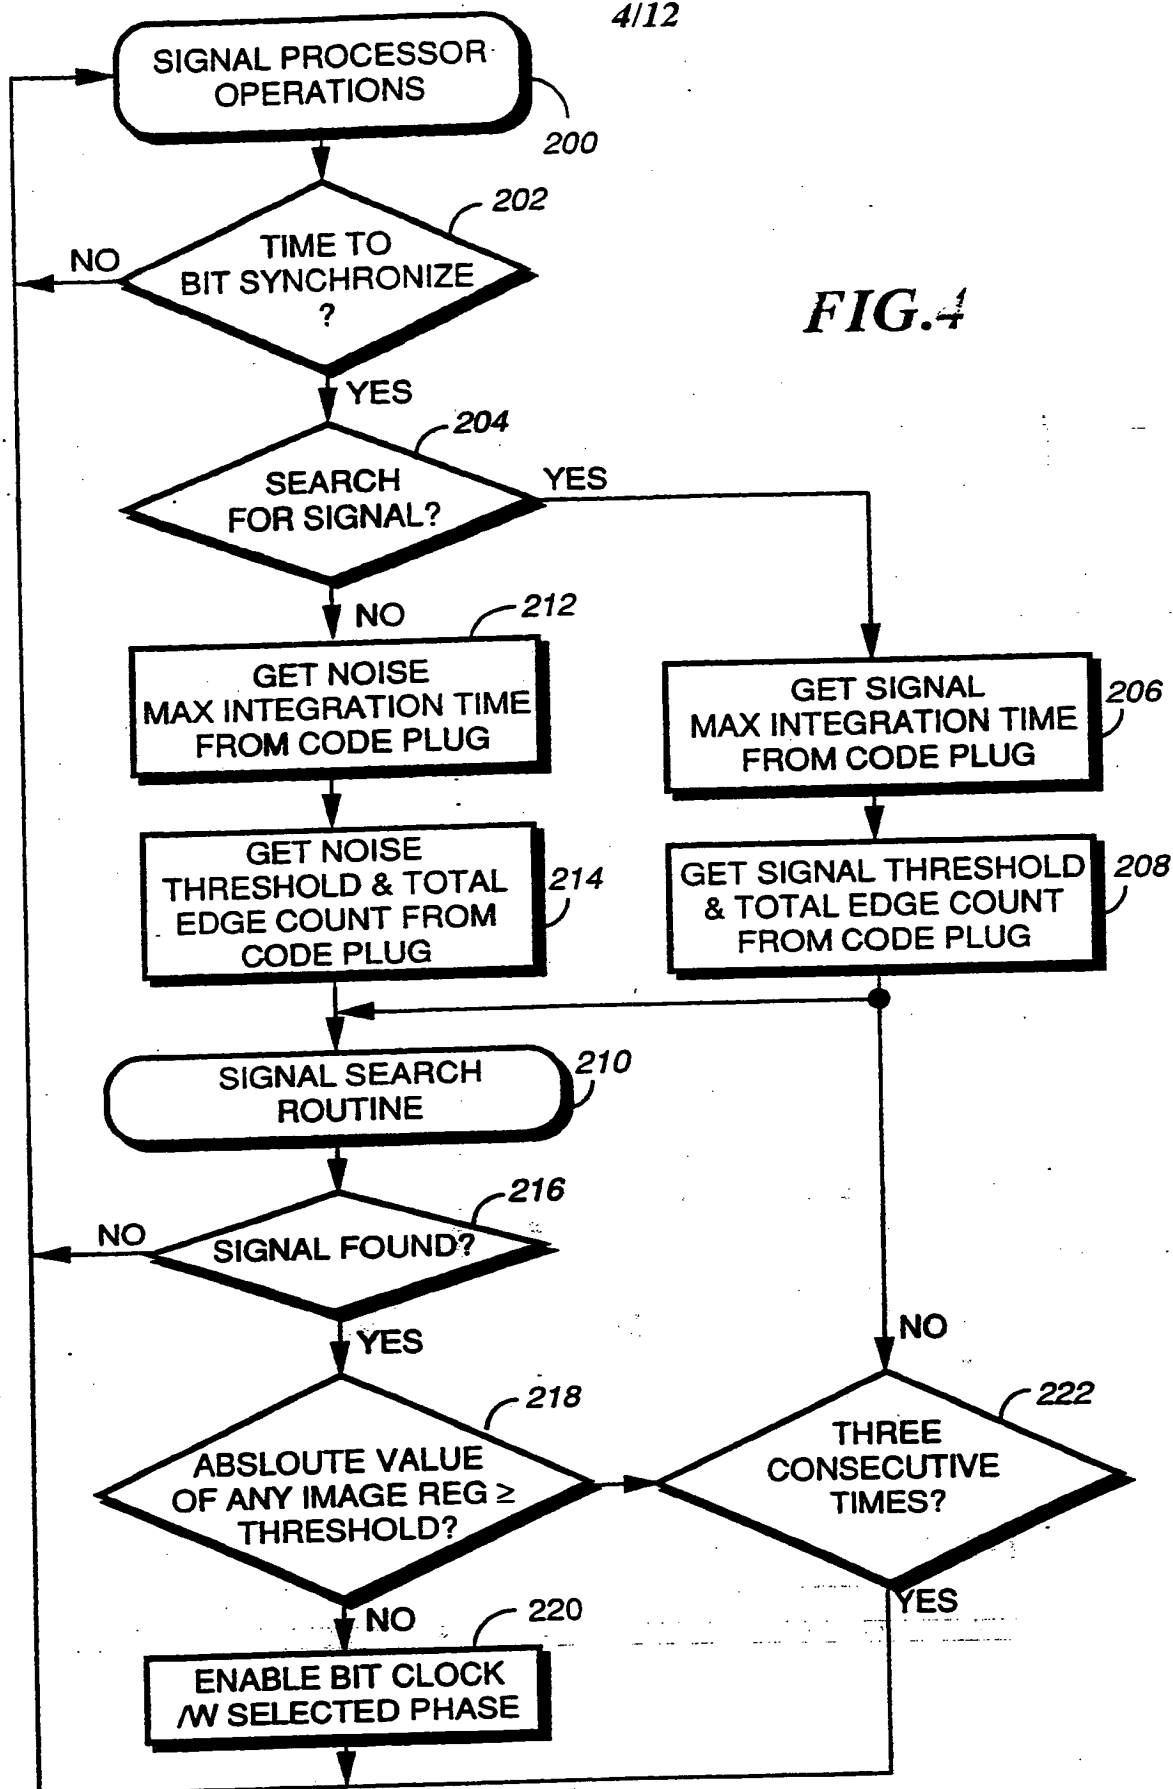 4/12
SIGNAL PROCESSOR
OPERATIONS
200
202
TIME TO
BIT SYNCHRONIZE
?
NO
FIG.4
YES
204
SEARCH
FOR SIGNAL?
YES
NO
212
GET NOISE
MAX INTEGRATION TIME
FROM CODE PLUG
GET SIGNAL
MAX INTEGRATION TIME
FROM CODE PLUG
206
GET NOISE
THRESHOLD & TOTAL
EDGE COUNT FROM
CODE PLUG
214
GET SIGNAL THRESHOLD
& TOTAL EDGE COUNT
FROM CODE PLUG
208
SIGNAL SEARCH
ROUTINE
210
216
SIGNAL FOUND?
NO
YES
NO
218
ABSLOUTE VALUE
OF ANY IMAGE REG ≥
THRESHOLD?
222
THREE
CONSECUTIVE
TIMES?
NO
YES
220
ENABLE BIT CLOCK
/W SELECTED PHASE